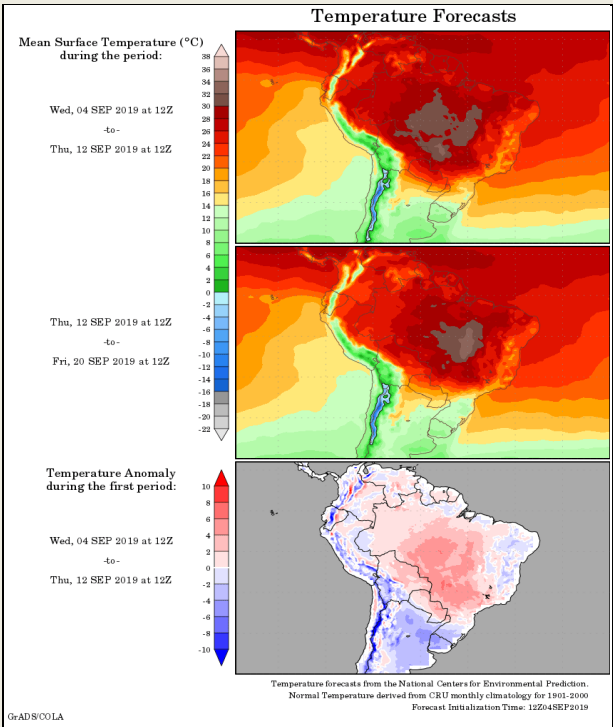 Temperature Forecasts
Mean Surface Temperature (°C)
during the period:
Wed, 04 SEP 2019 at 12Z
-to-
Thu, 12 SEP 2019 at 12Z
38
36
34
32
30
28
26
24
22
20
18
16
14
12
10
8
6
4
2
0
-2
-4
-6
-8
-10
-12
-14
-16
-18
-20
-22
Thu, 12 SEP 2019 at 12Z
-to-
Fri, 20 SEP 2019 at 12Z
Temperature Anomaly
during the first period:
Wed, 04 SEP 2019 at 12Z
-to-
Thu, 12 SEP 2019 at 12Z
10
8
6
4
2
0
-2
-4
-6
-8
-10
Temperature forecasts from the National Centers for Environmental Prediction.
Normal Temperature derived from CRU monthly climatology for 1901-2000
Forecast Initialization Time: 12Z04SEP2019
GrADS/COLA